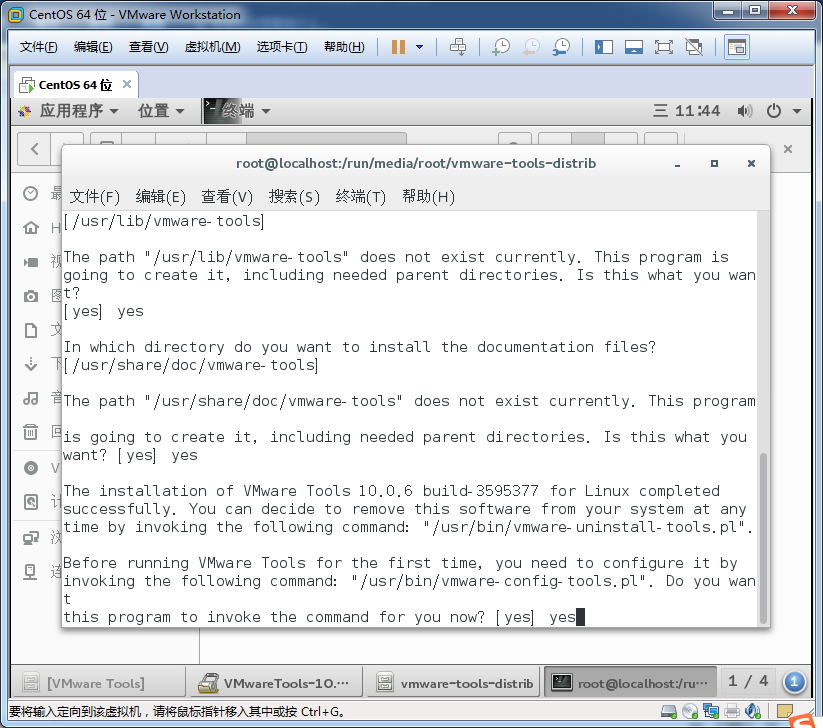 CentOS 64 位 - VMware Workstation
文件(F) 编辑(E) 查看(V) 虚拟机(M) 选项卡(T) 帮助(H)
CentOS 64 位
应用程序 位置 终端 三 11:44
root@localhost:/run/media/root/vmware-tools-distrib
文件(F) 编辑(E) 查看(V) 搜索(S) 终端(T) 帮助(H)
[/usr/lib/vmware-tools]
The path "/usr/lib/vmware-tools" does not exist currently. This program is
going to create it, including needed parent directories. Is this what you wan
t?
[yes] yes
In which directory do you want to install the documentation files?
[/usr/share/doc/vmware-tools]
The path "/usr/share/doc/vmware-tools" does not exist currently. This program
is going to create it, including needed parent directories. Is this what you
want? [yes] yes
The installation of VMware Tools 10.0.6 build-3595377 for Linux completed
successfully. You can decide to remove this software from your system at any
time by invoking the following command: "/usr/bin/vmware-uninstall-tools.pl".
Before running VMware Tools for the first time, you need to configure it by
invoking the following command: "/usr/bin/vmware-config-tools.pl". Do you wan
t
this program to invoke the command for you now? [yes] yes
[VMware Tools] VMwareTools-10.··· vmware-tools-distrib root@localhost:/ru··· 1 / 4 1
要将输入定向到该虚拟机，请将鼠标指针移入其中或按 Ctrl+G。